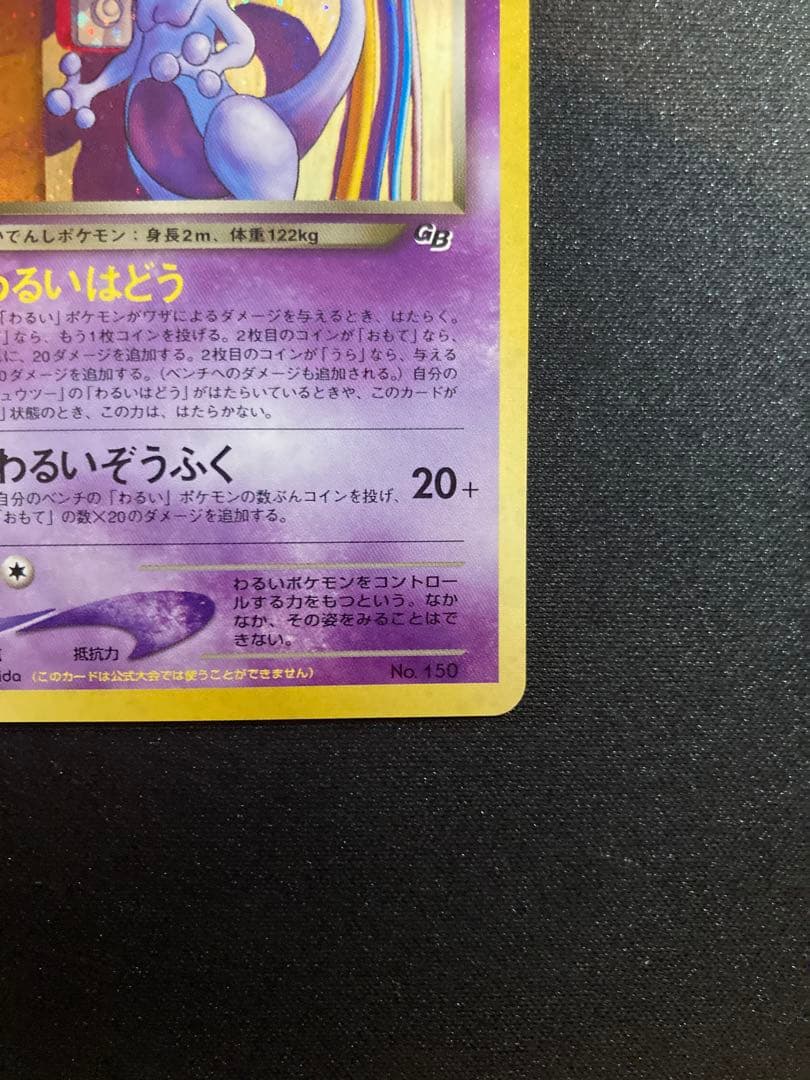 いでんしポケモン：身長2m、体重122kg
GB
わるいはどう
「わるい」ポケモンがワザによるダメージを与えるとき、はたらく。
」なら、もう1枚コインを投げる。2枚目のコインが「おもて」なら、
に、20ダメージを追加する。2枚目のコインが「うら」なら、与える
0ダメージを追加する。（ベンチへのダメージも追加される。）自分の
ュウツー」の「わるいはどう」がはたらいているときや、このカードが
」状態のとき、この力は、はたらかない。
わるいぞうふく
20+
自分のベンチの「わるい」ポケモンの数ぶんコインを投げ、
「おもて」の数×20のダメージを追加する。
わるいポケモンをコントロー
ルする力をもつという。なか
なか、その姿をみることはで
きない。
抵抗力
ida（このカードは公式大会では使うことができません）
No. 150